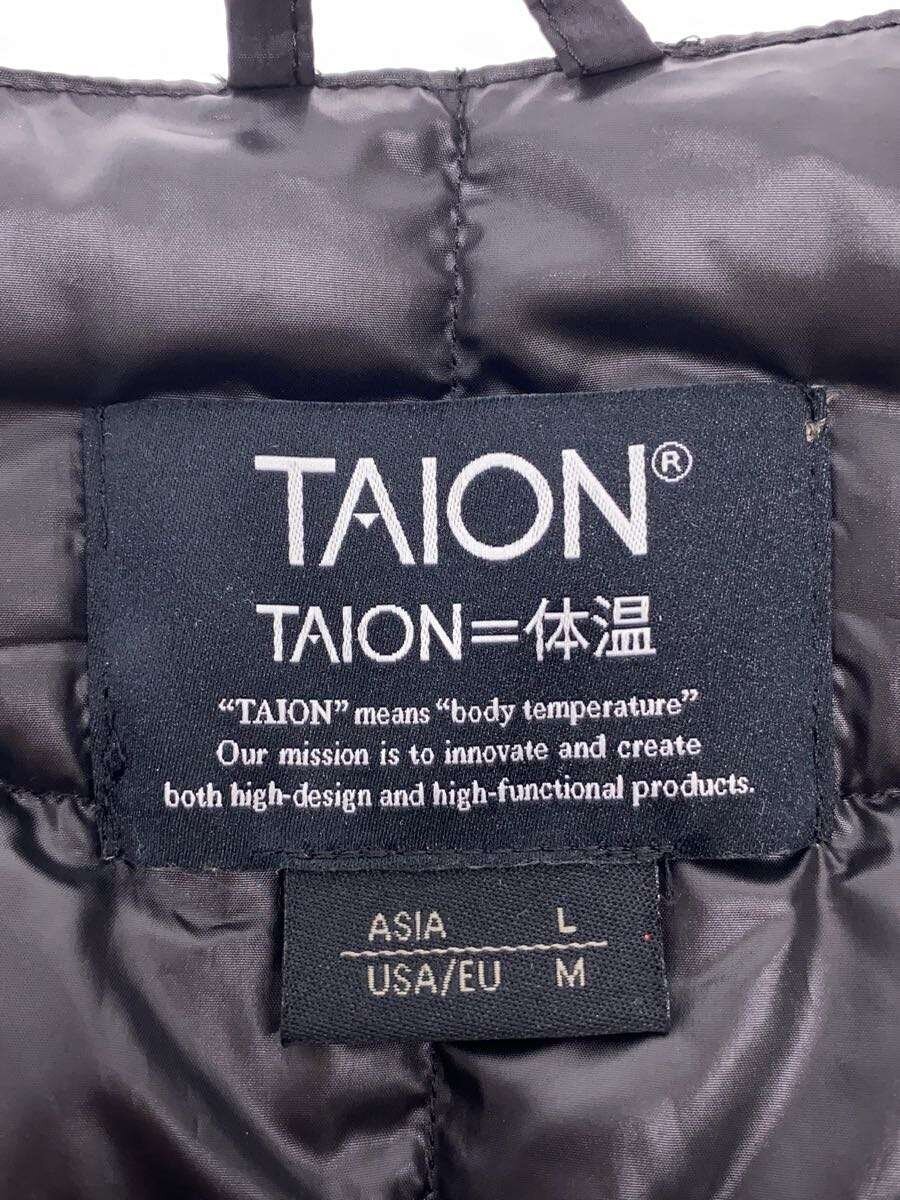 TAION®
TAION=体温
“TAION” means “body temperature”
Our mission is to innovate and create
both high-design and high-functional products.
ASIA L
USA/EU M